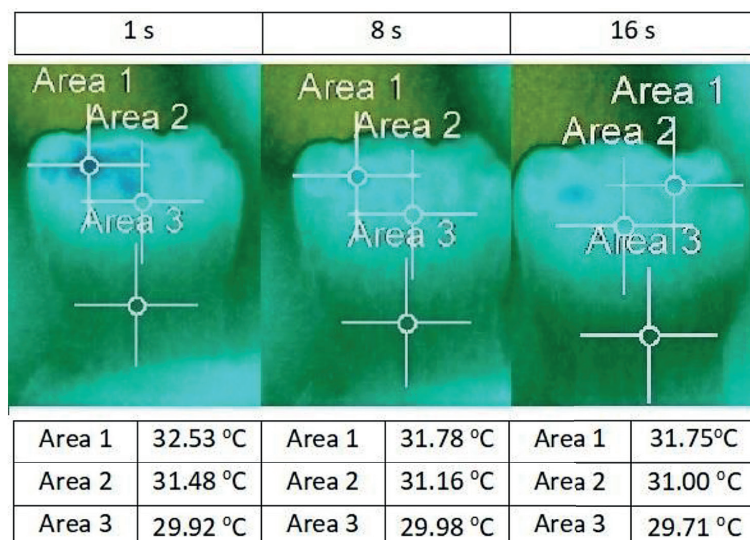 1 s 8 s 16 s
Area 1 Area 1 Area 1
Area 2 Area 2 Area 2
Area 3 Area 3 Area 3
Area 1 32.53 °C Area 1 31.78 °C Area 1 31.75°C
Area 2 31.48 °C Area 2 31.16 °C Area 2 31.00 °C
Area 3 29.92 °C Area 3 29.98 °C Area 3 29.71 °C